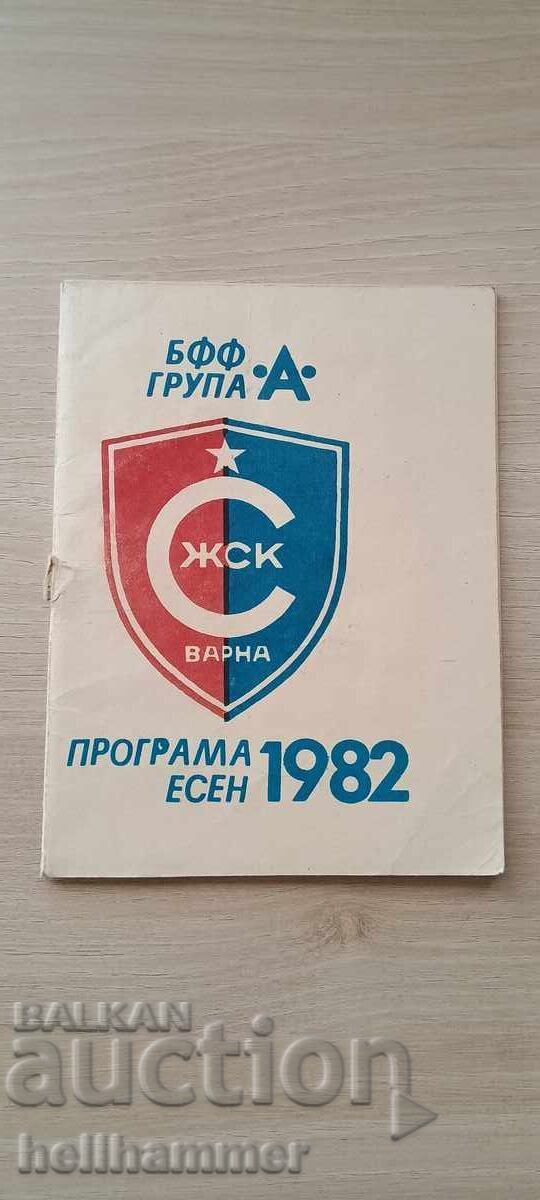 БФФ
ГРУПА •А•
С
ЖСК
ВАРНА
ПРОГРАМА
ЕСЕН 1982
BALKAN
auction
hellhammer